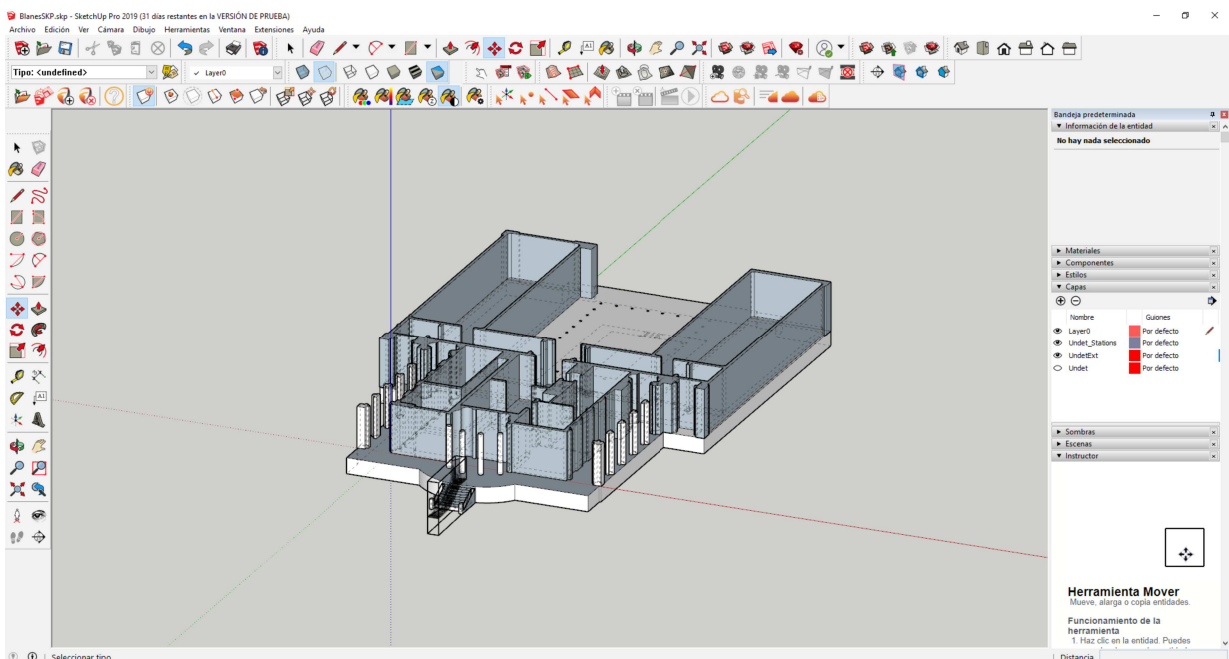 BlanesSKP.skp - SketchUp Pro 2019 (31 días restantes en la VERSIÓN DE PRUEBA)
Archivo Edición Ver Cámara Dibujo Herramientas Ventana Extensiones Ayuda
Tipo: <undefined> Layer0
Bandeja predeterminada
Información de la entidad
No hay nada seleccionado
Materiales
Componentes
Estilos
Capas
Nombre Guiones
Layer0 Por defecto
Undet_Stations Por defecto
UndetExt Por defecto
Undet Por defecto
Sombras
Escenas
Instructor
Herramienta Mover
Mueve, alarga o copia entidades.
Funcionamiento de la
herramienta
1. Haz clic en la entidad. Puedes
Seleccionar tipo
Distancia